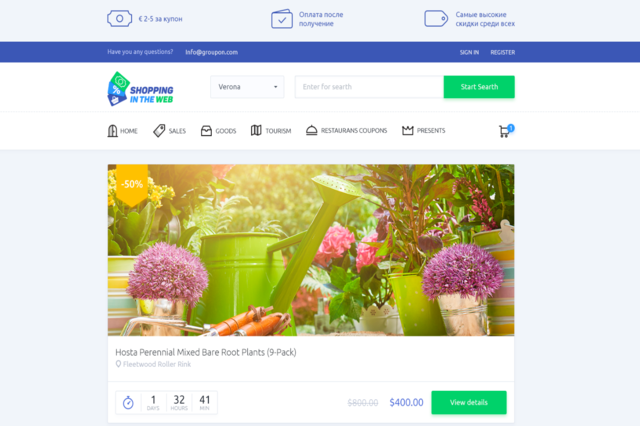 € 2-5 за купон
Оплата после
получение
Самые высокие
скидки среди всех
Have you any questions?
Info@groupon.com
SIGN IN
REGISTER
SHOPPING
IN THE WEB
Verona
Enter for search
Start Searth
HOME
SALES
GOODS
TOURISM
RESTAURANS COUPONS
PRESENTS
1
-50%
Hosta Perennial Mixed Bare Root Plants (9-Pack)
Fleetwood Roller Rink
1
DAYS
32
HOURS
41
MIN
$800.00
$400.00
View details